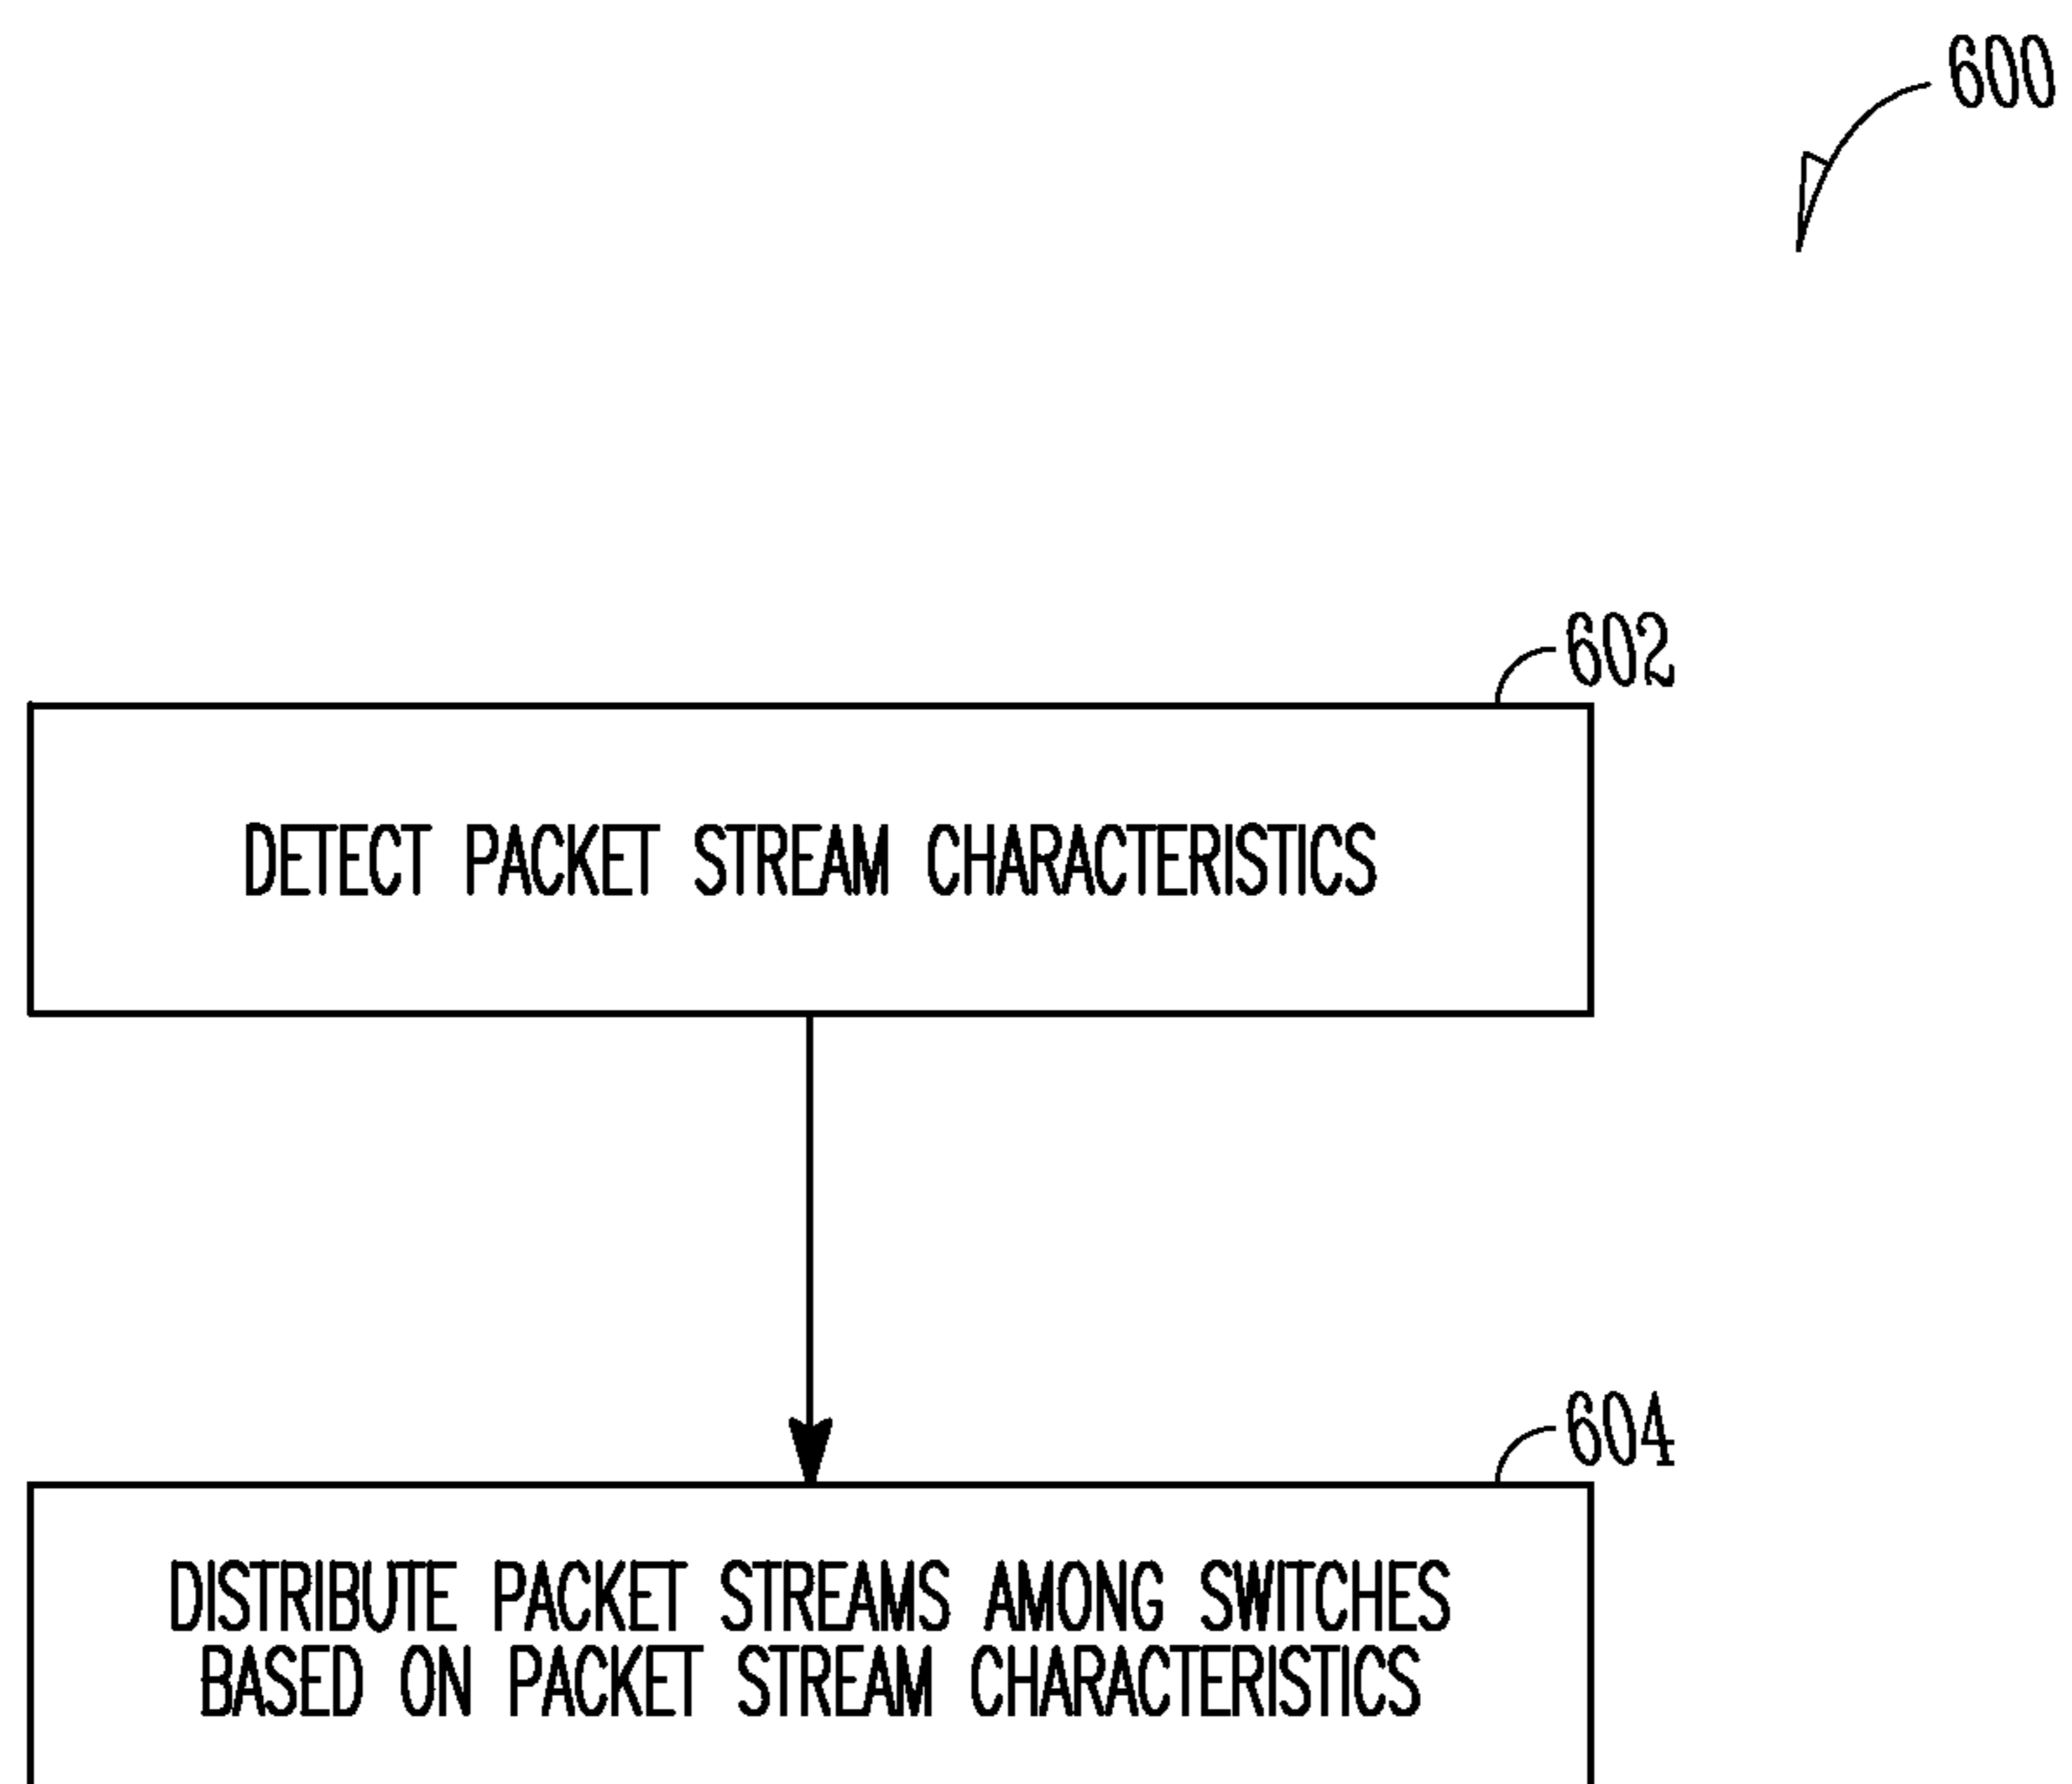 600
602
DETECT PACKET STREAM CHARACTERISTICS
604
DISTRIBUTE PACKET STREAMS AMONG SWITCHES
BASED ON PACKET STREAM CHARACTERISTICS